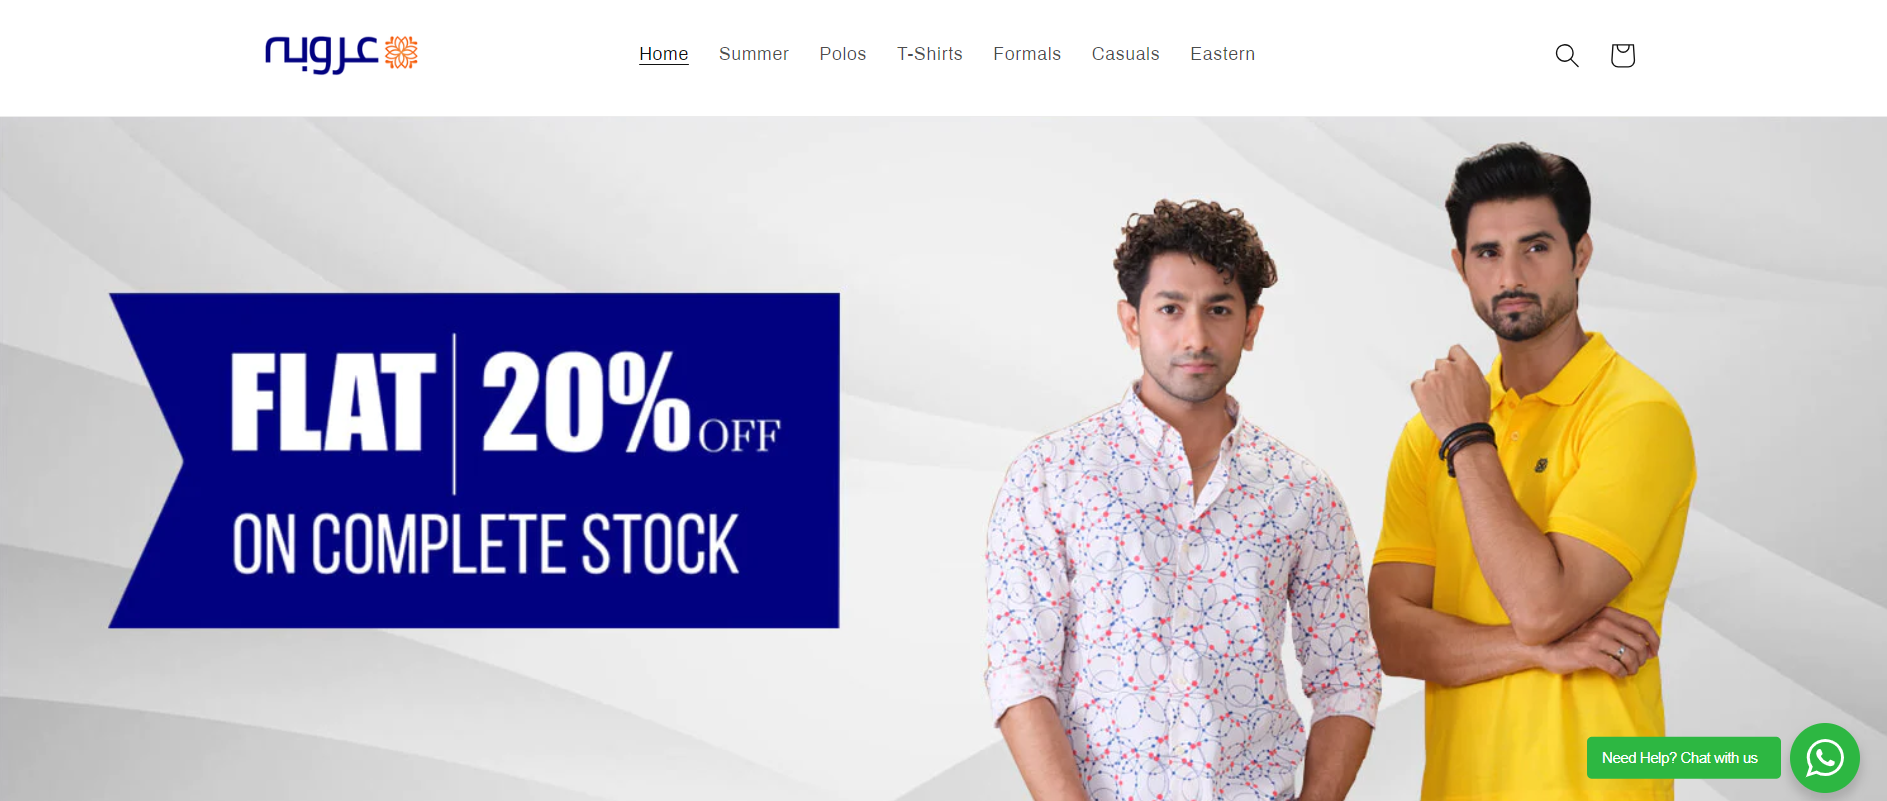 عروبہ
Home Summer Polos T-Shirts Formals Casuals Eastern
FLAT 20% OFF
ON COMPLETE STOCK
Need Help? Chat with us